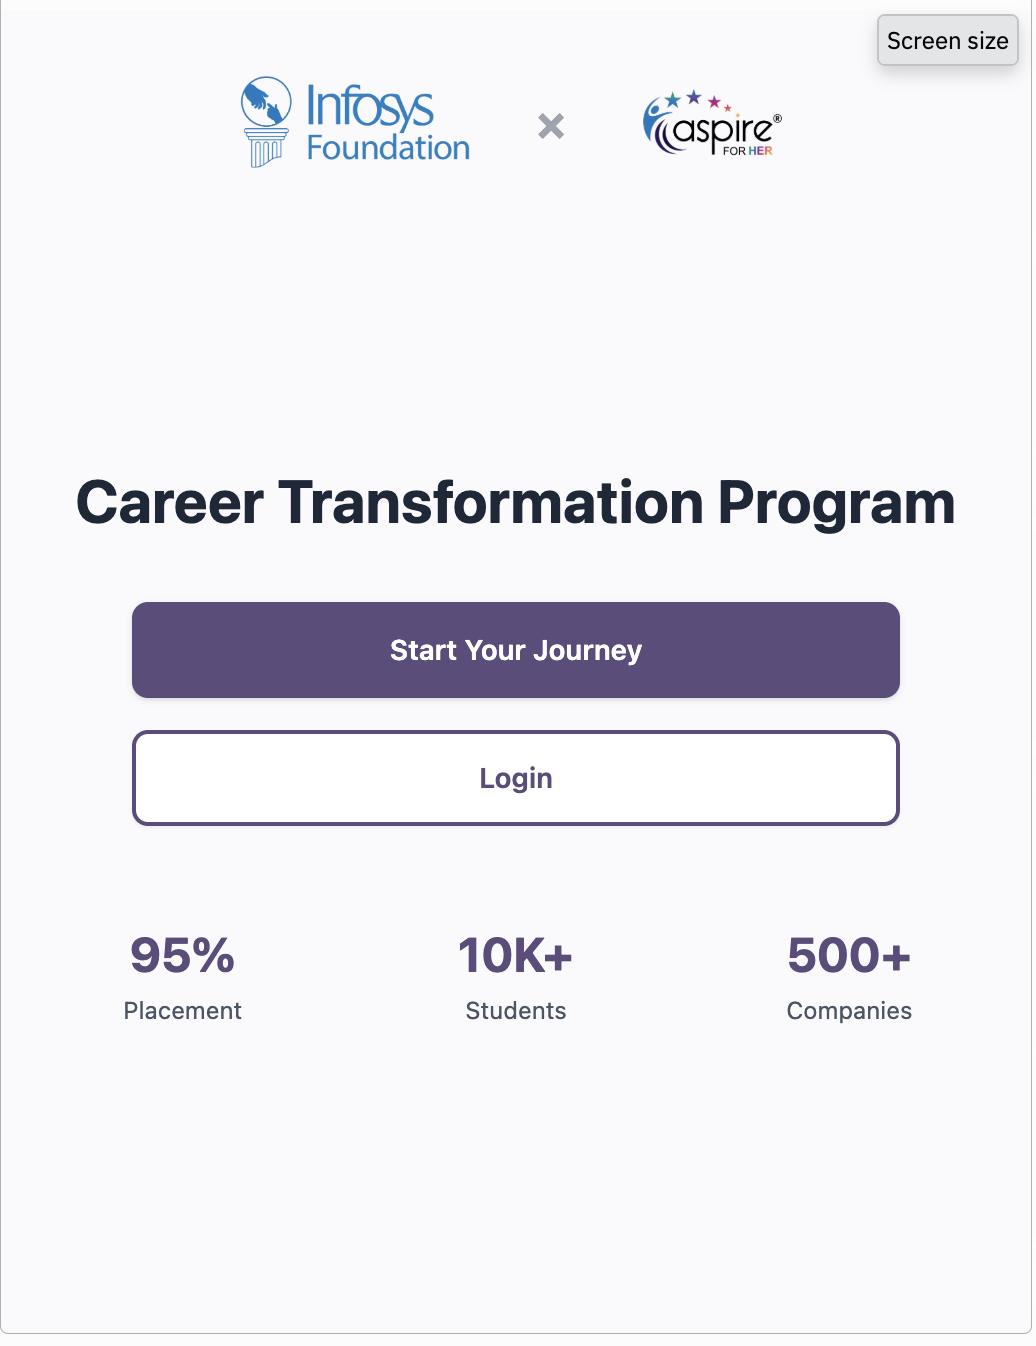 Screen size
Infosys
Foundation
×
aspire®
FOR HER
Career Transformation Program
Start Your Journey
Login
95%
Placement
10K+
Students
500+
Companies